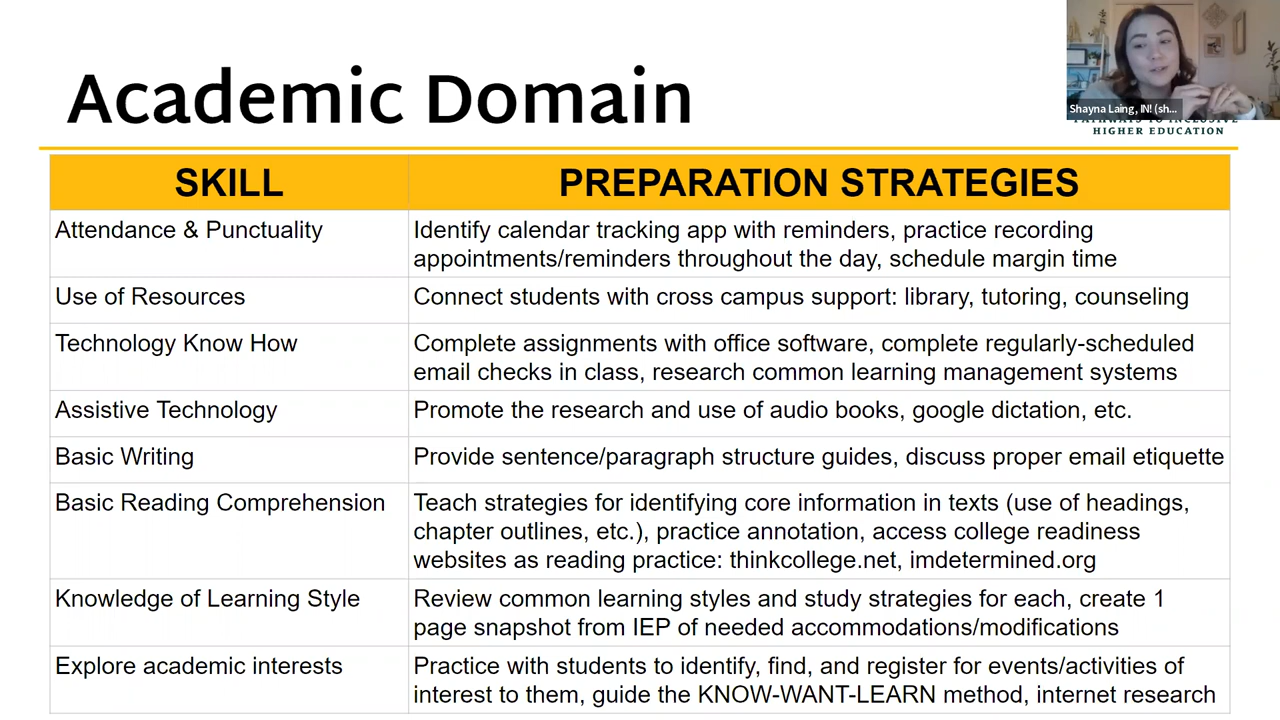 Academic Domain
Shayna Laing, IN! (sh...
PATHWAYS TO INCLUSIVE
HIGHER EDUCATION
SKILL
PREPARATION STRATEGIES
Attendance & Punctuality
Identify calendar tracking app with reminders, practice recording
appointments/reminders throughout the day, schedule margin time
Use of Resources
Connect students with cross campus support: library, tutoring, counseling
Technology Know How
Complete assignments with office software, complete regularly-scheduled
email checks in class, research common learning management systems
Assistive Technology
Promote the research and use of audio books, google dictation, etc.
Basic Writing
Provide sentence/paragraph structure guides, discuss proper email etiquette
Basic Reading Comprehension
Teach strategies for identifying core information in texts (use of headings,
chapter outlines, etc.), practice annotation, access college readiness
websites as reading practice: thinkcollege.net, imdetermined.org
Knowledge of Learning Style
Review common learning styles and study strategies for each, create 1
page snapshot from IEP of needed accommodations/modifications
Explore academic interests
Practice with students to identify, find, and register for events/activities of
interest to them, guide the KNOW-WANT-LEARN method, internet research